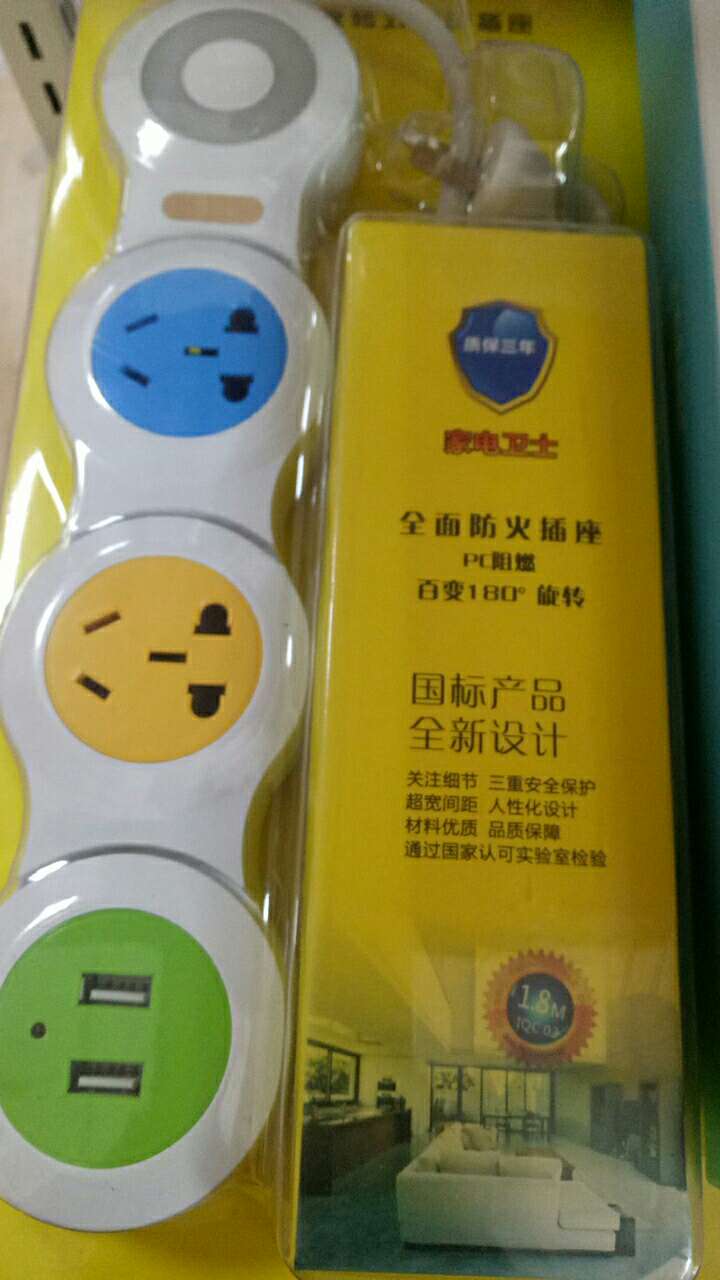 插座
质保三年
家电卫士
全面防火插座
PC阻燃
百变180°旋转
国标产品
全新设计
关注细节 三重安全保护
超宽间距 人性化设计
材料优质 品质保障
通过国家认可实验室检验
1.8M